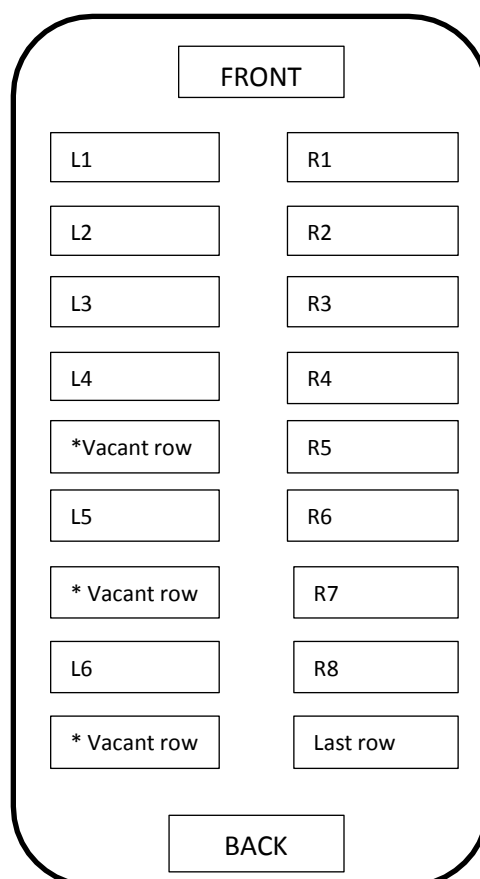 FRONT
L1 R1
L2 R2
L3 R3
L4 R4
*Vacant row R5
L5 R6
* Vacant row R7
L6 R8
* Vacant row Last row
BACK